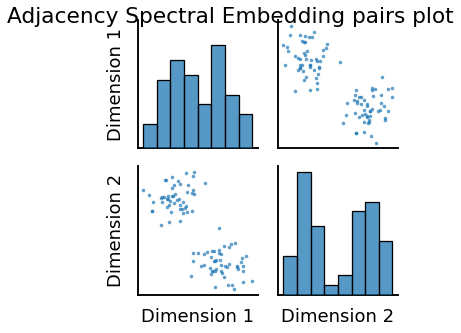 Adjacency Spectral Embedding pairs plot
Dimension 1
Dimension 2
Dimension 1
Dimension 2